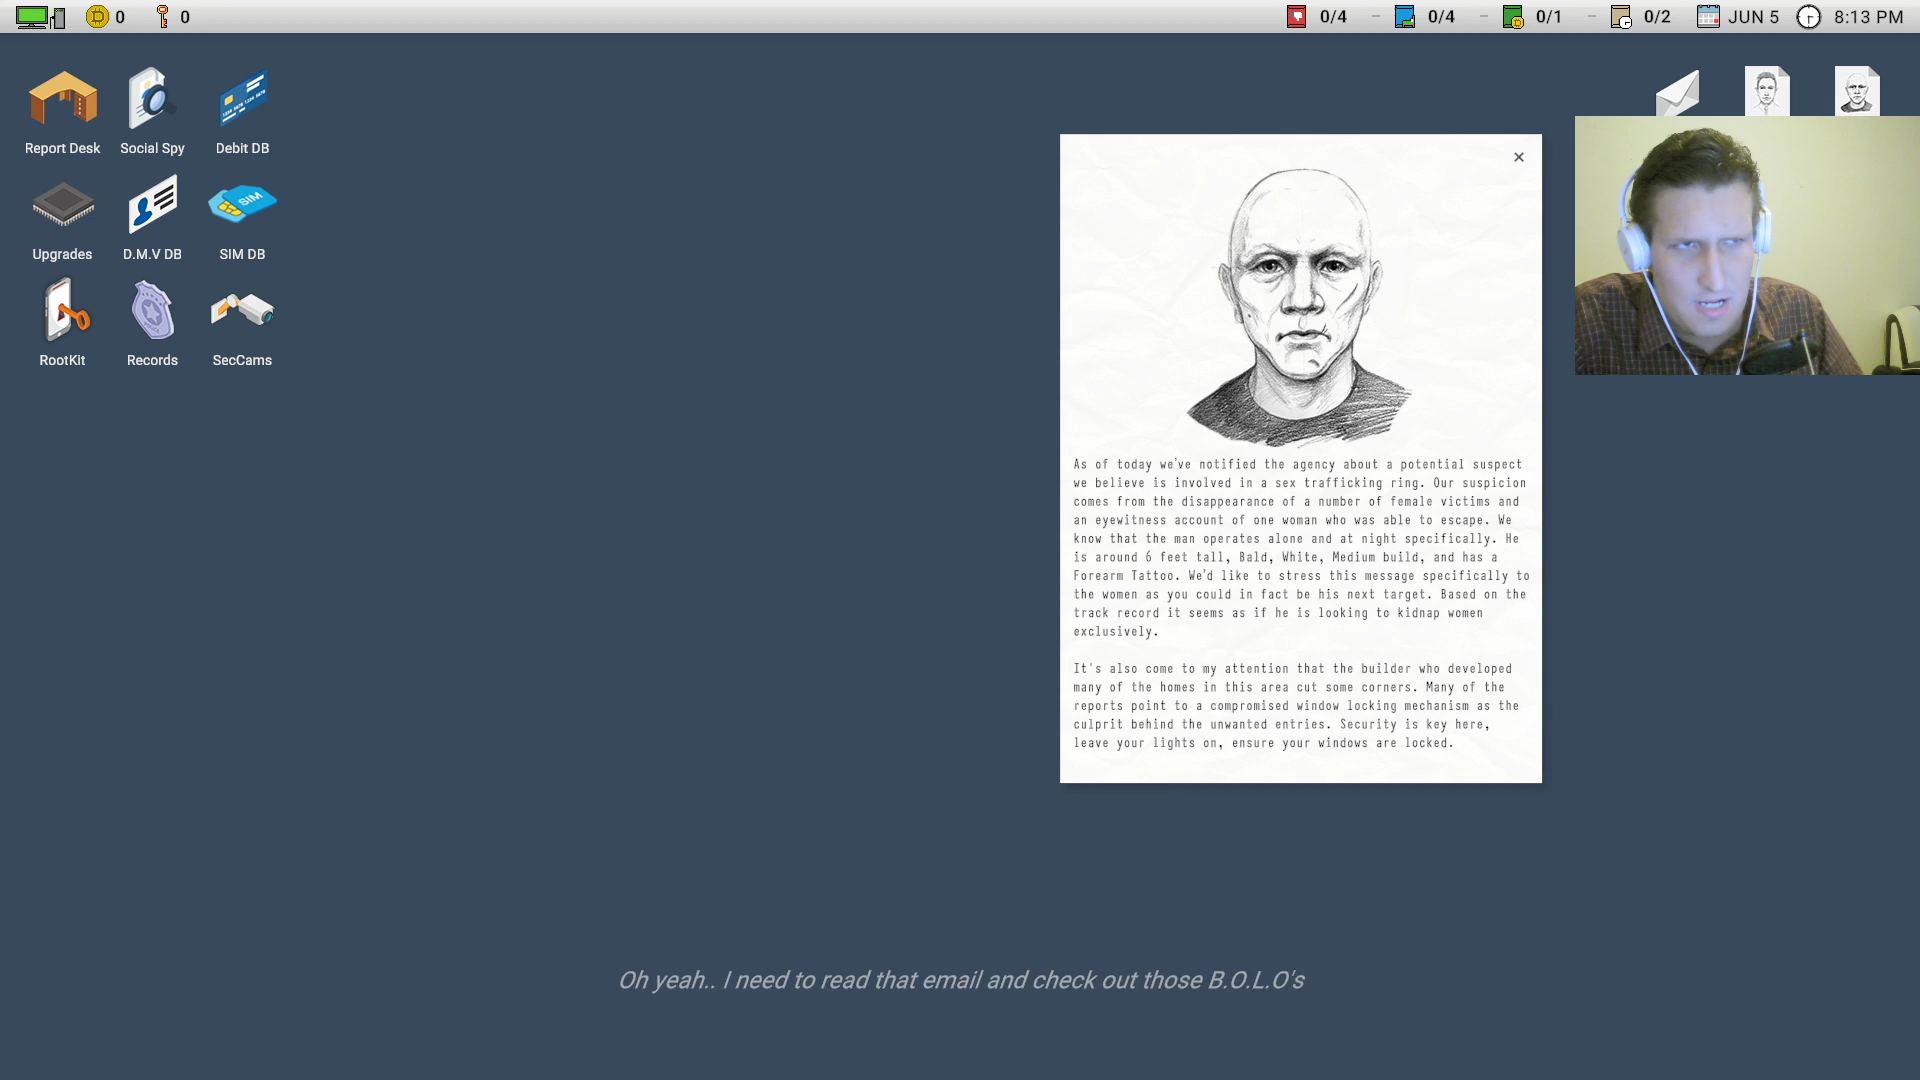 0 0 0/4 – 0/4 – 0/1 – 0/2 JUN 5 8:13 PM
Report Desk Social Spy Debit DB
Upgrades D.M.V DB SIM DB
RootKit Records SecCams
SIM
As of today we've notified the agency about a potential suspect
we believe is involved in a sex trafficking ring. Our suspicion
comes from the disappearance of a number of female victims and
an eyewitness account of one woman who was able to escape. We
know that the man operates alone and at night specifically. He
is around 6 feet tall, Bald, White, Medium build, and has a
Forearm Tattoo. We'd like to stress this message specifically to
the women as you could in fact be his next target. Based on the
track record it seems as if he is looking to kidnap women
exclusively.
It's also come to my attention that the builder who developed
many of the homes in this area cut some corners. Many of the
reports point to a compromised window locking mechanism as the
culprit behind the unwanted entries. Security is key here,
leave your lights on, ensure your windows are locked.
Oh yeah.. I need to read that email and check out those B.O.L.O's